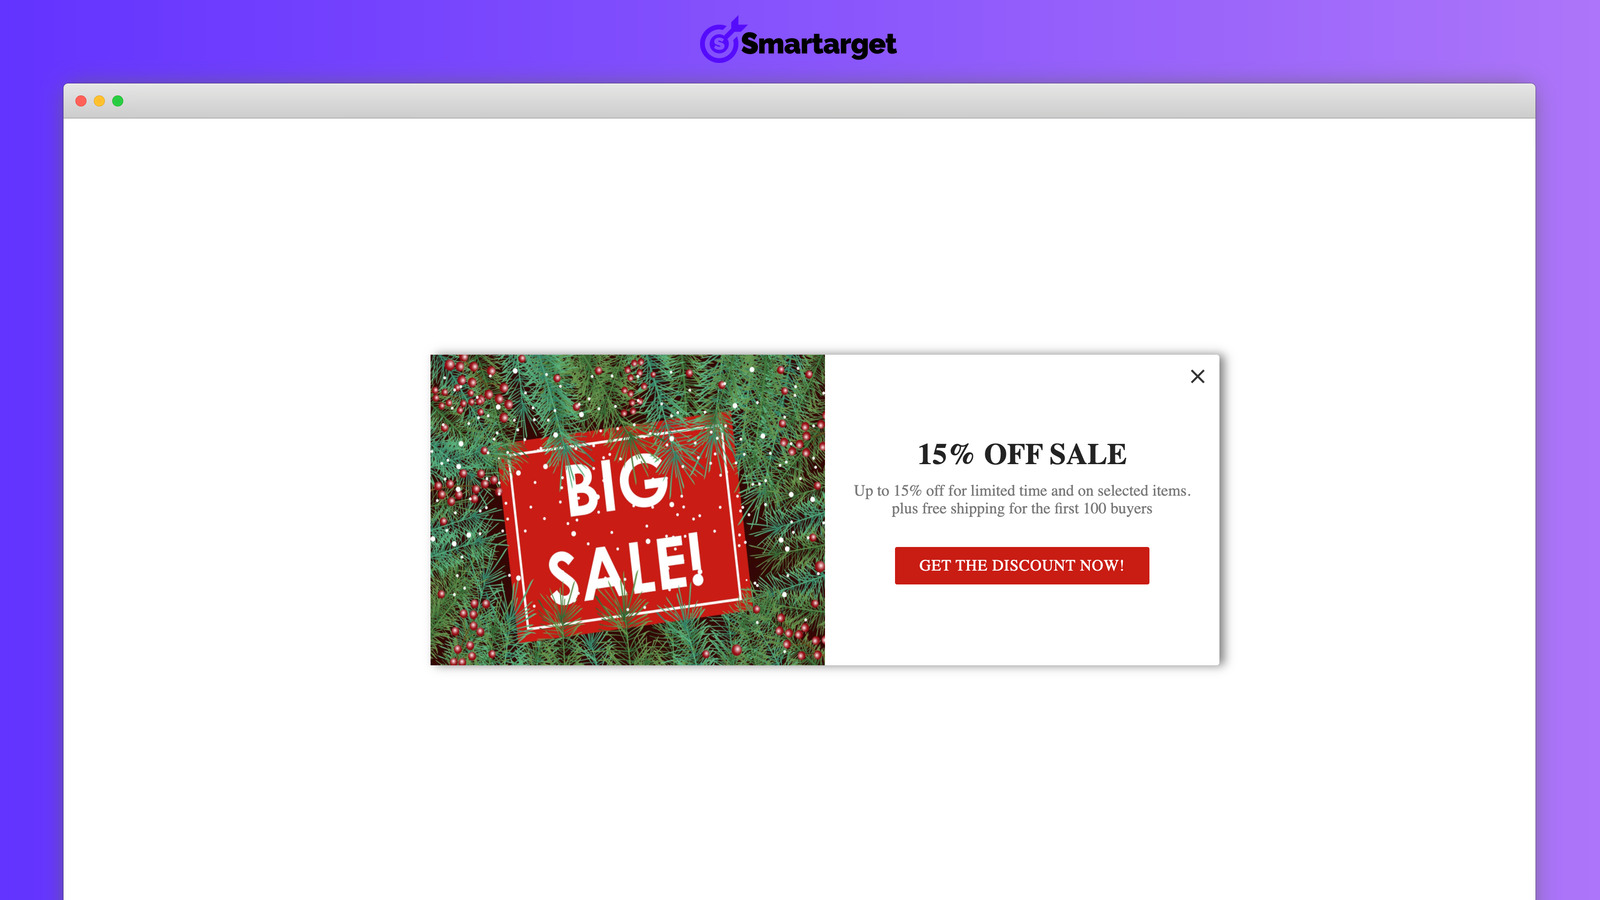 Smartarget
BIG
SALE!
15% OFF SALE
Up to 15% off for limited time and on selected items.
plus free shipping for the first 100 buyers
GET THE DISCOUNT NOW!